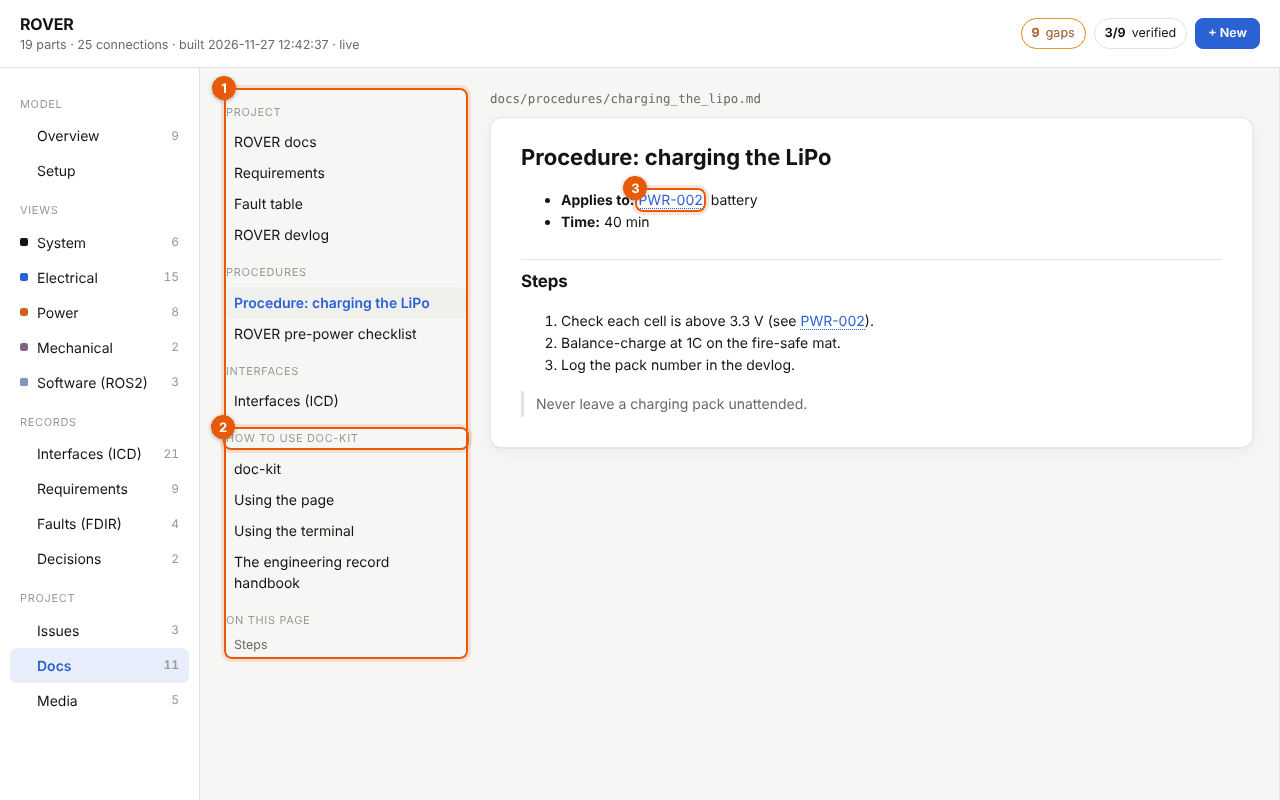 ROVER
19 parts · 25 connections · built 2026-11-27 12:42:37 · live
9 gaps
3/9 verified
+ New
MODEL
Overview 9
Setup
VIEWS
System 6
Electrical 15
Power 8
Mechanical 2
Software (ROS2) 3
RECORDS
Interfaces (ICD) 21
Requirements 9
Faults (FDIR) 4
Decisions 2
PROJECT
Issues 3
Docs 11
Media 5
1
PROJECT
ROVER docs
Requirements
Fault table
ROVER devlog
PROCEDURES
Procedure: charging the LiPo
ROVER pre-power checklist
INTERFACES
Interfaces (ICD)
2
HOW TO USE DOC-KIT
doc-kit
Using the page
Using the terminal
The engineering record
handbook
ON THIS PAGE
Steps
docs/procedures/charging_the_lipo.md
Procedure: charging the LiPo
3
• Applies to: PWR-002 battery
• Time: 40 min
Steps
1. Check each cell is above 3.3 V (see PWR-002).
2. Balance-charge at 1C on the fire-safe mat.
3. Log the pack number in the devlog.
Never leave a charging pack unattended.